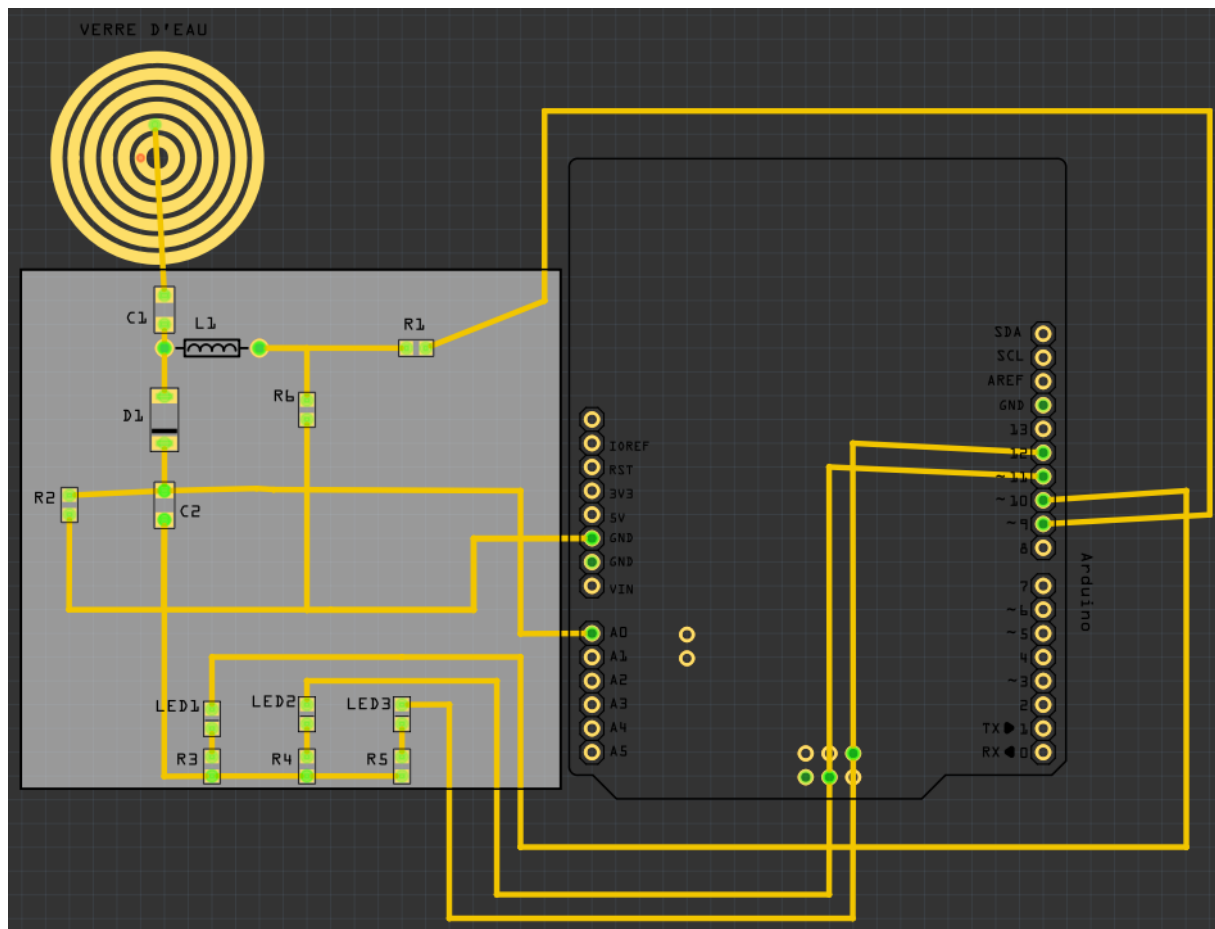 VERRE D'EAU
C1
L1
R1
D1
R6
R2
C2
LED1
LED2
LED3
R3
R4
R5
IOREF
RST
3V3
5V
GND
GND
VIN
A0
A1
A2
A3
A4
A5
SDA
SCL
AREF
GND
13
12
~11
~10
~9
8
7
~6
~5
4
~3
2
TX 1
RX 0
Arduino